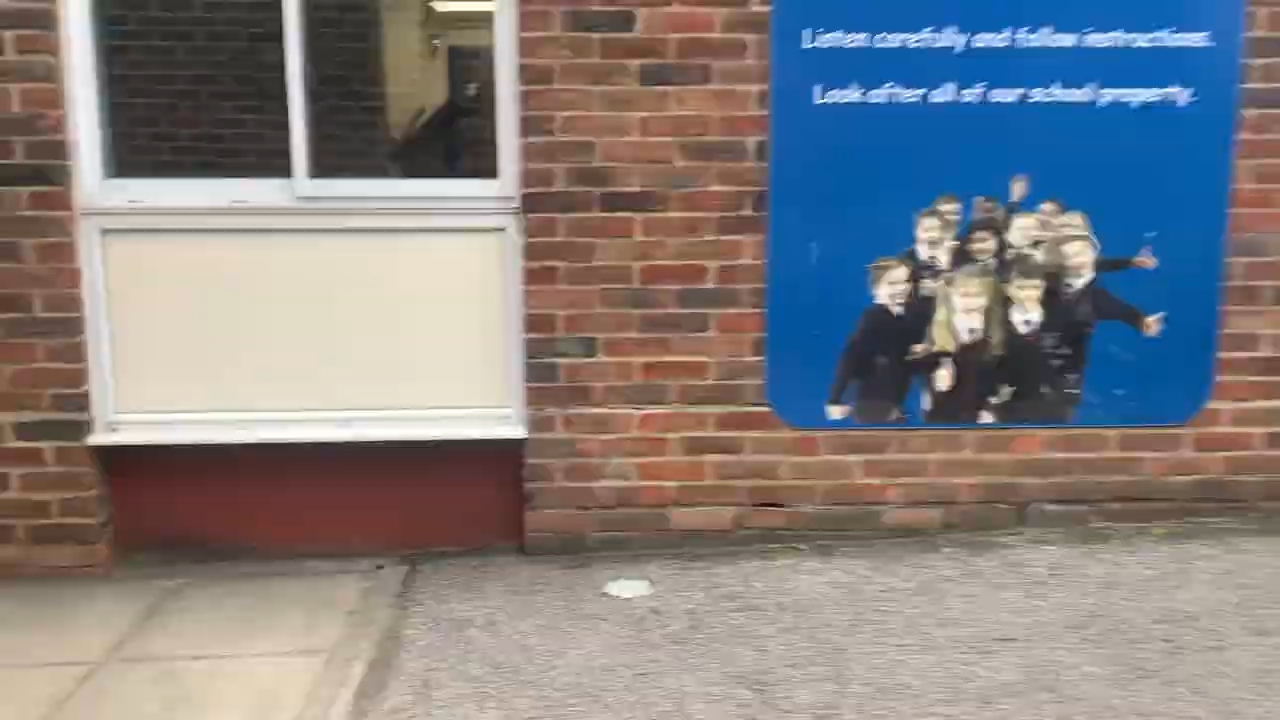 Listen carefully and follow instructions.
Look after all of our school property.